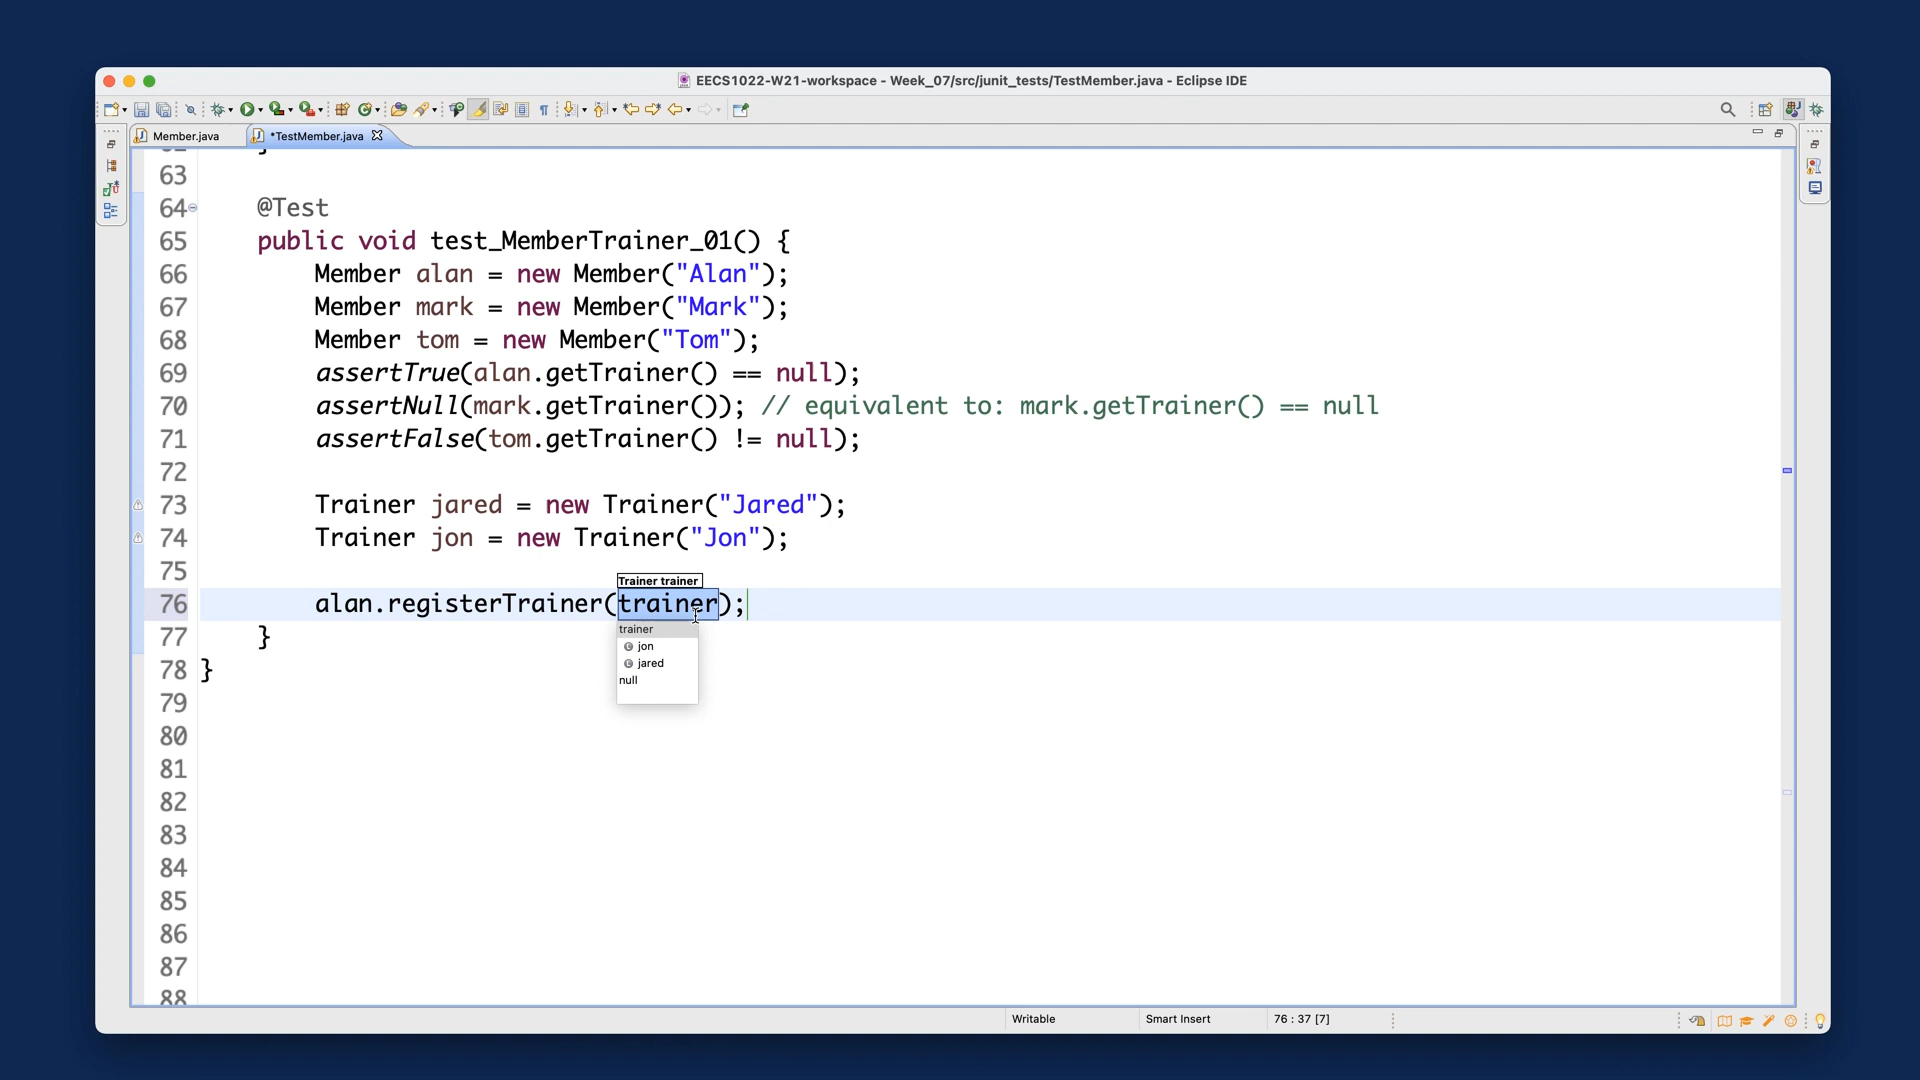 EECS1022-W21-workspace - Week_07/src/junit_tests/TestMember.java - Eclipse IDE
Member.java
*TestMember.java
63
64 @Test
65 public void test_MemberTrainer_01() {
66 Member alan = new Member("Alan");
67 Member mark = new Member("Mark");
68 Member tom = new Member("Tom");
69 assertTrue(alan.getTrainer() == null);
70 assertNull(mark.getTrainer()); // equivalent to: mark.getTrainer() == null
71 assertFalse(tom.getTrainer() != null);
72
73 Trainer jared = new Trainer("Jared");
74 Trainer jon = new Trainer("Jon");
75
Trainer trainer
76 alan.registerTrainer(trainer);
trainer
jon
jared
null
77 }
78 }
79
80
81
82
83
84
85
86
87
88
Writable
Smart Insert
76 : 37 [7]